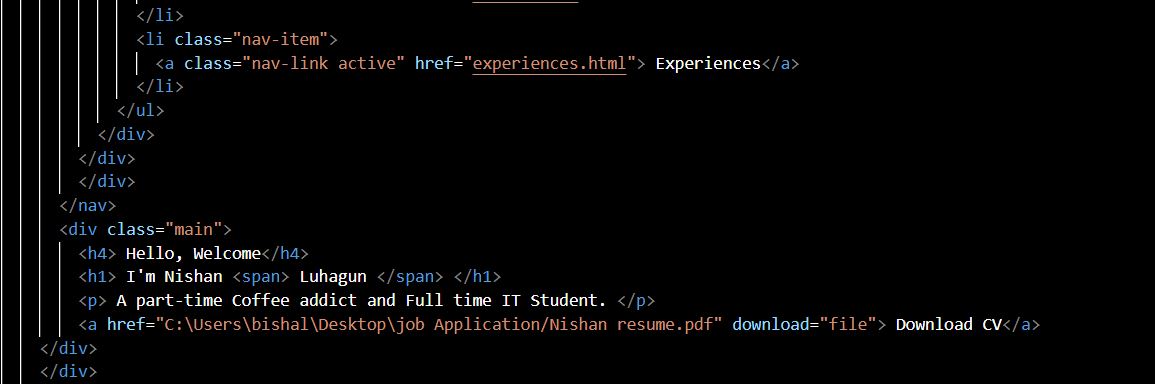 </li>
<li class="nav-item">
<a class="nav-link active" href="experiences.html"> Experiences</a>
</li>
</ul>
</div>
</div>
</div>
</nav>
<div class="main">
<h4> Hello, Welcome</h4>
<h1> I'm Nishan <span> Luhagun </span> </h1>
<p> A part-time Coffee addict and Full time IT Student. </p>
<a href="C:\Users\bishal\Desktop\job Application/Nishan resume.pdf" download="file"> Download CV</a>
</div>
</div>